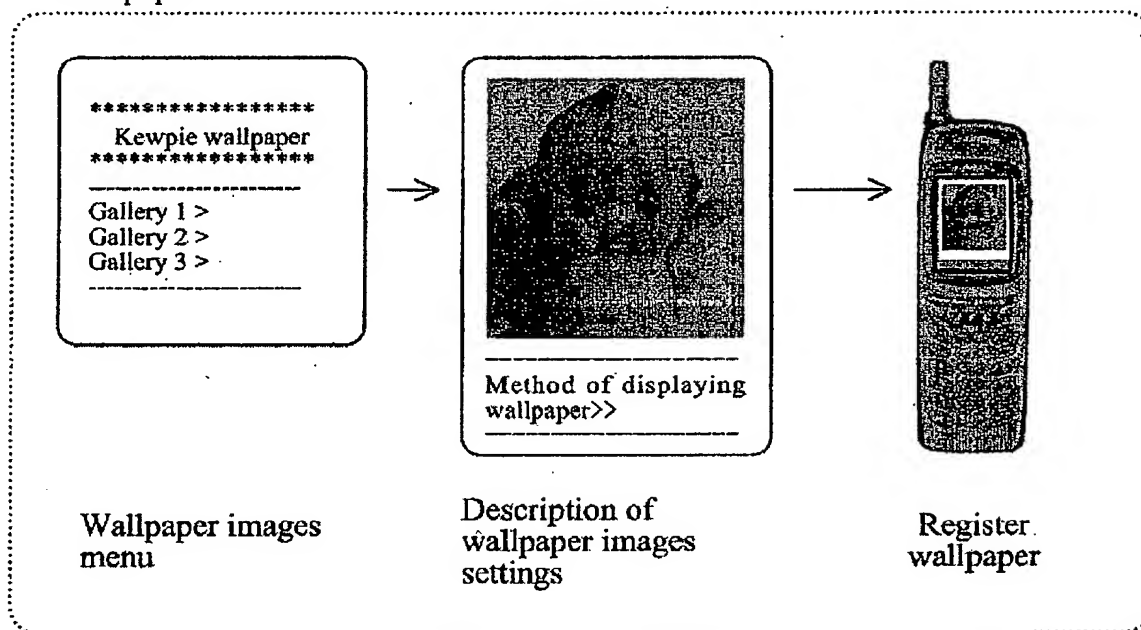 *****************
Kewpie wallpaper
*****************
Gallery 1 >
Gallery 2 >
Gallery 3 >
Method of displaying
wallpaper>>
Wallpaper images
menu
Description of
wallpaper images
settings
Register
wallpaper